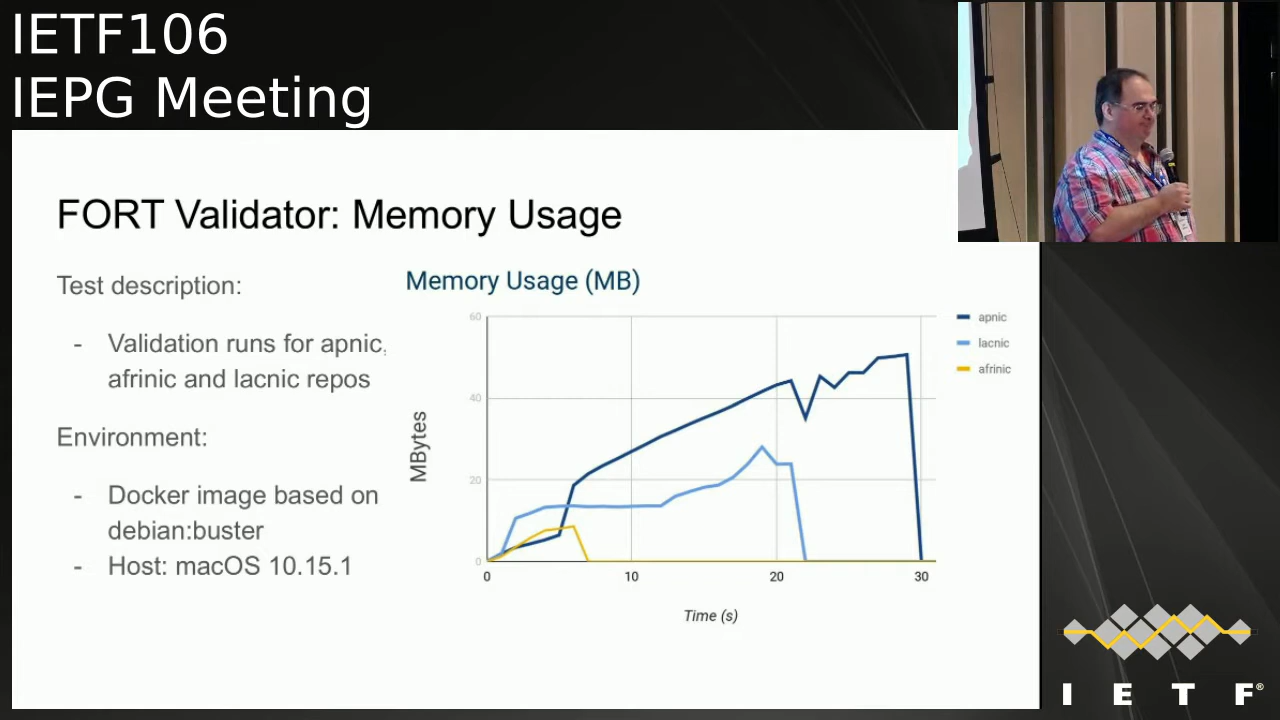 IETF106
IEPG Meeting
FORT Validator: Memory Usage
Test description:
- Validation runs for apnic,
afrinic and lacnic repos
Environment:
- Docker image based on
debian:buster
- Host: macOS 10.15.1
Memory Usage (MB)
MBytes
60
40
20
0
0 10 20 30
Time (s)
apnic
lacnic
afrinic
I E T F®